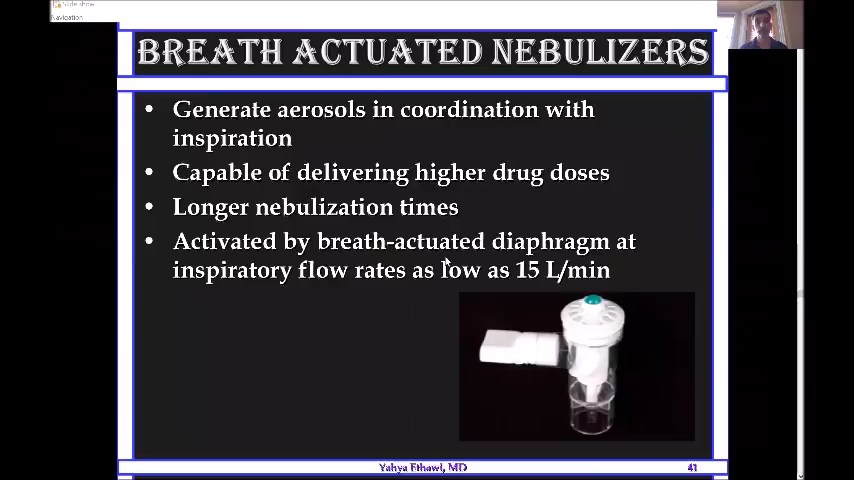 Slide show
Navigation
BREATH ACTUATED NEBULIZERS
• Generate aerosols in coordination with
inspiration
• Capable of delivering higher drug doses
• Longer nebulization times
• Activated by breath-actuated diaphragm at
inspiratory flow rates as low as 15 L/min
Yahya Ethawi, MD
41